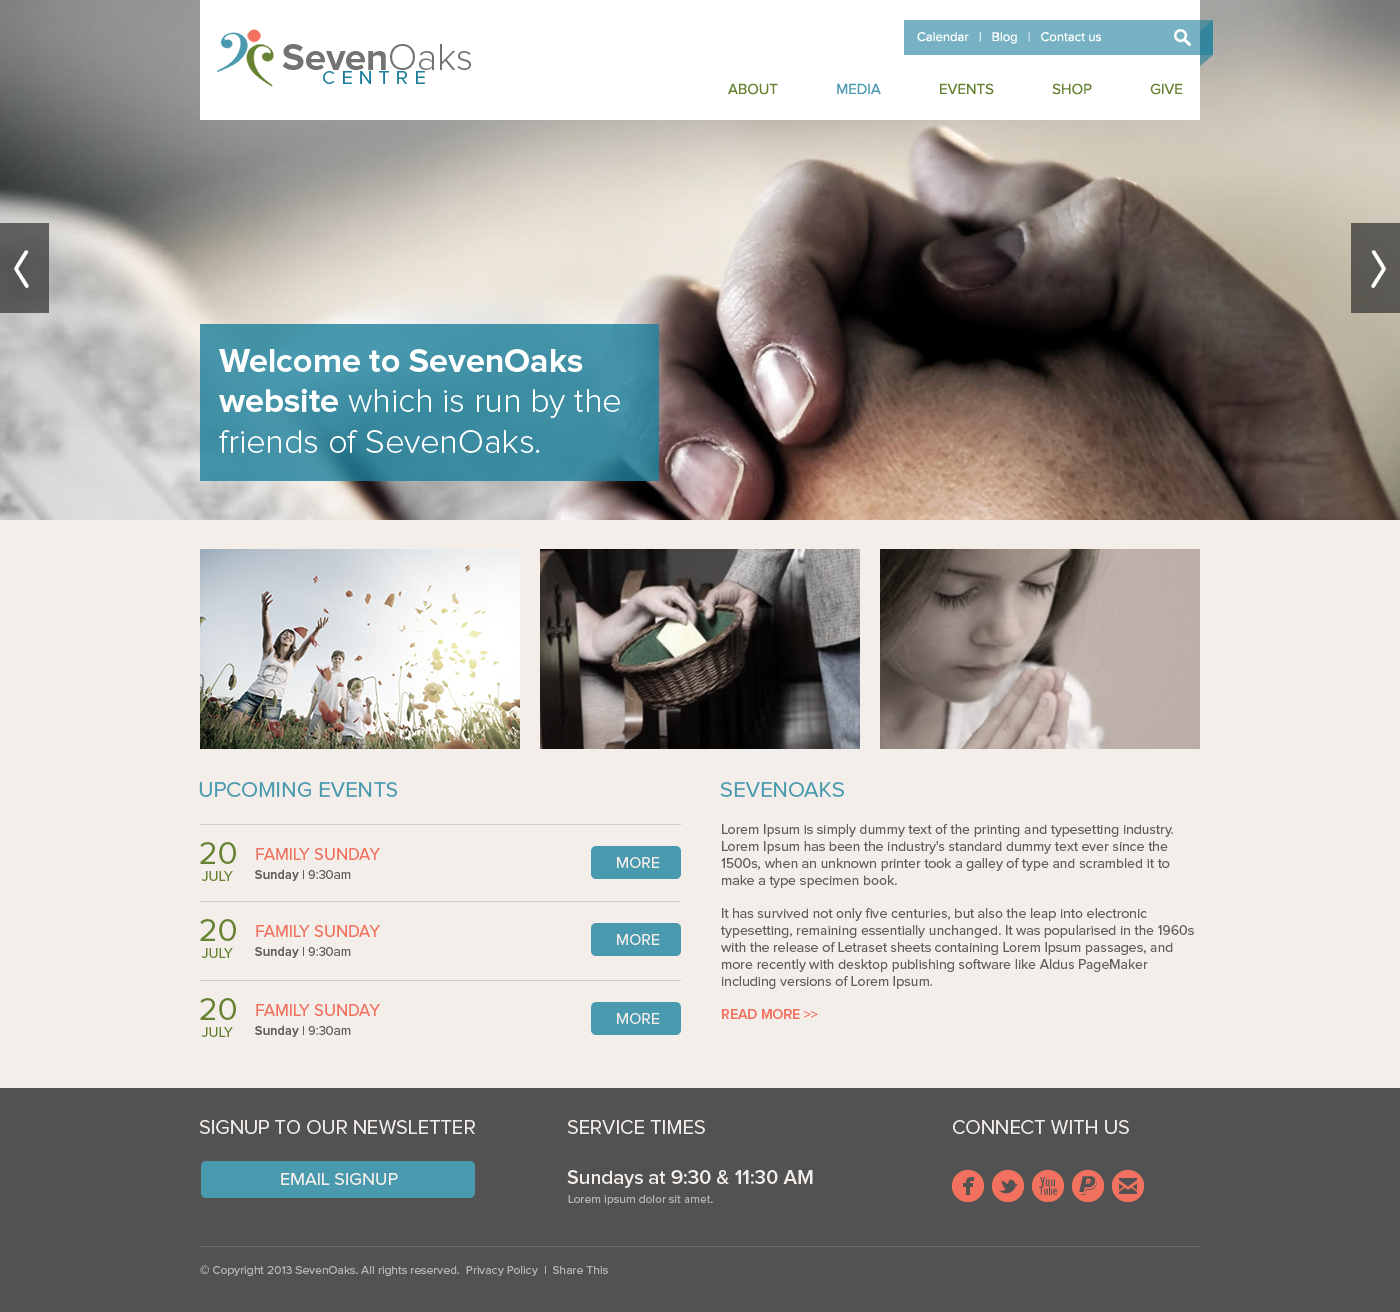 SevenOaks
CENTRE
Calendar | Blog | Contact us
ABOUT MEDIA EVENTS SHOP GIVE
Welcome to SevenOaks
website which is run by the
friends of SevenOaks.
UPCOMING EVENTS
20
JULY
FAMILY SUNDAY
Sunday | 9:30am
MORE
20
JULY
FAMILY SUNDAY
Sunday | 9:30am
MORE
20
JULY
FAMILY SUNDAY
Sunday | 9:30am
MORE
SEVENOAKS
Lorem Ipsum is simply dummy text of the printing and typesetting industry.
Lorem Ipsum has been the industry's standard dummy text ever since the
1500s, when an unknown printer took a galley of type and scrambled it to
make a type specimen book.
It has survived not only five centuries, but also the leap into electronic
typesetting, remaining essentially unchanged. It was popularised in the 1960s
with the release of Letraset sheets containing Lorem Ipsum passages, and
more recently with desktop publishing software like Aldus PageMaker
including versions of Lorem Ipsum.
READ MORE >>
SIGNUP TO OUR NEWSLETTER
EMAIL SIGNUP
SERVICE TIMES
Sundays at 9:30 & 11:30 AM
Lorem ipsum dolor sit amet.
CONNECT WITH US
You
Tube
© Copyright 2013 SevenOaks. All rights reserved. Privacy Policy | Share This